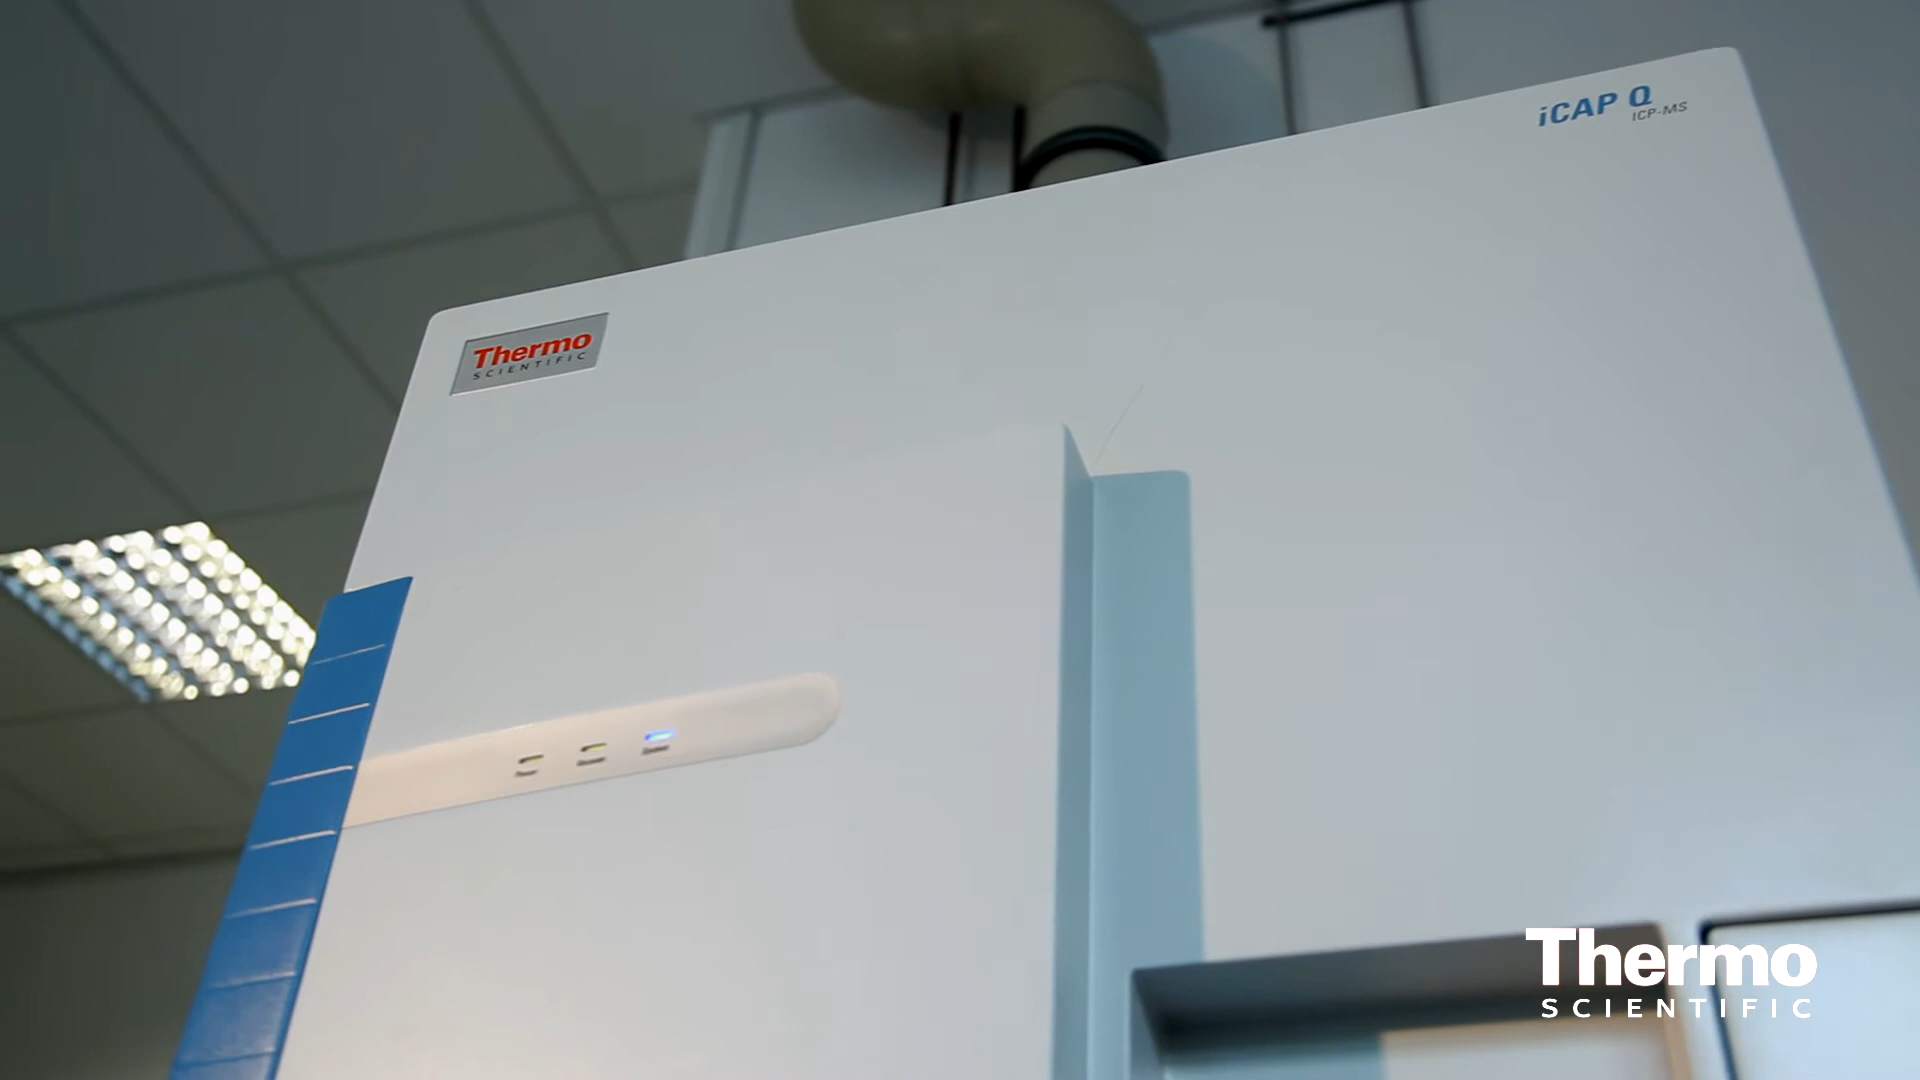 iCAP Q
ICP-MS
Thermo
SCIENTIFIC
Thermo
SCIENTIFIC